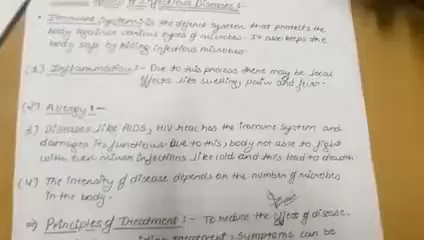 of Infectious Diseases :-
• Immune System :- Is the defence system that protects the
body against various types of microbes. It also keeps the
body safe by killing infectious microbes
(1) Inflammation :- Due to this process there may be local
effects like swelling, pain and fever.
(2) Allergy :-
3) Diseases like AIDS, HIV reaches the immune system and
damages its functions. Due to this, body not able to fight
with even minor infections like cold and this lead to death
(4) The intensity of disease depends on the number of microbes
in the body.
⇒ Principles of Treatment :- To reduce the effect of disease.
treatment, symptoms can be